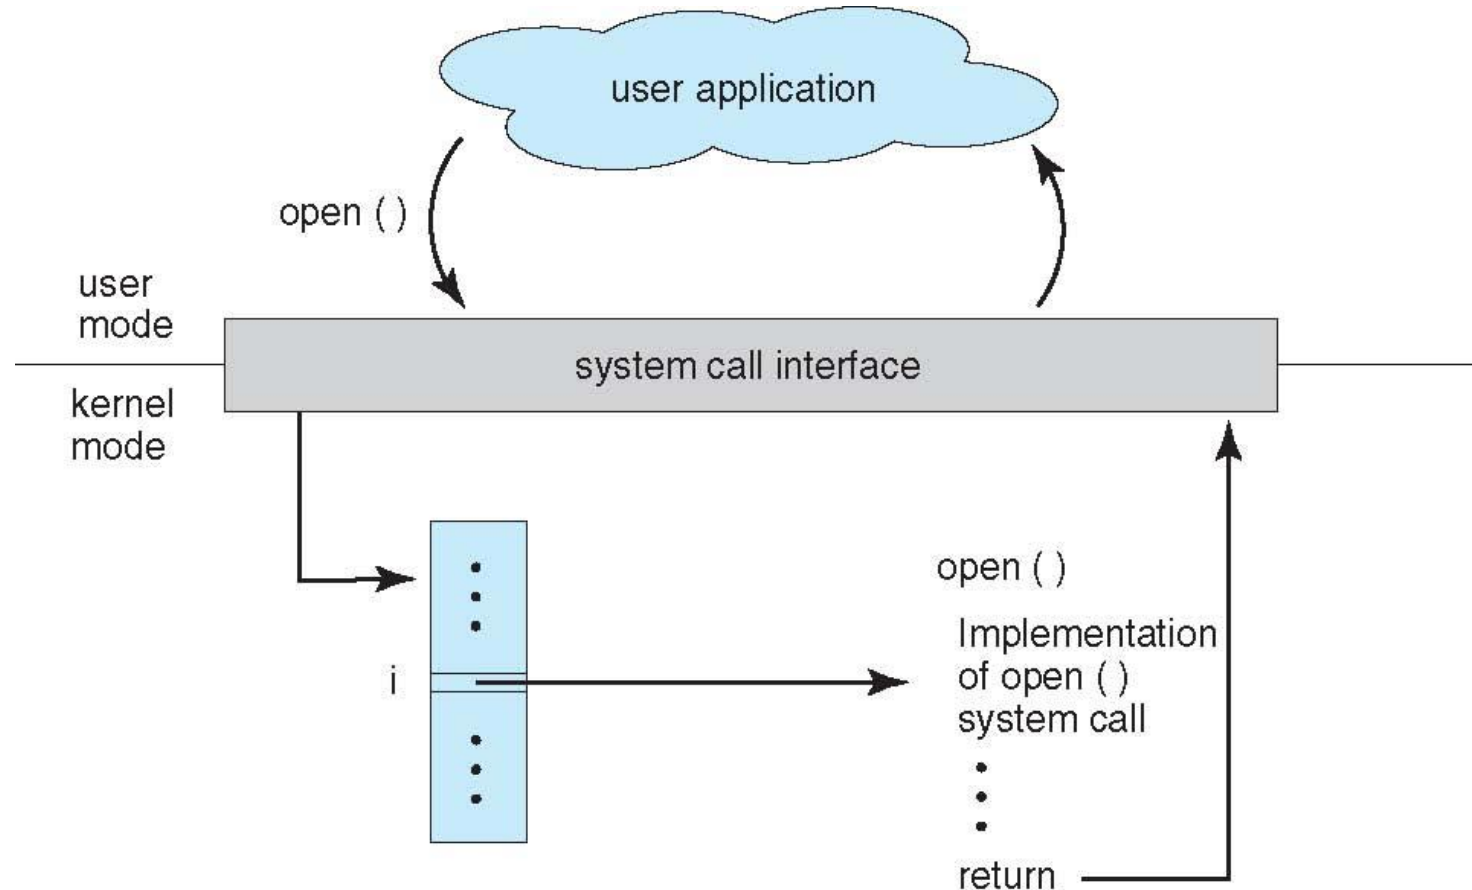 user application
open ( )
user
mode
system call interface
kernel
mode
open ( )
Implementation
i
of open ( )
system call
return